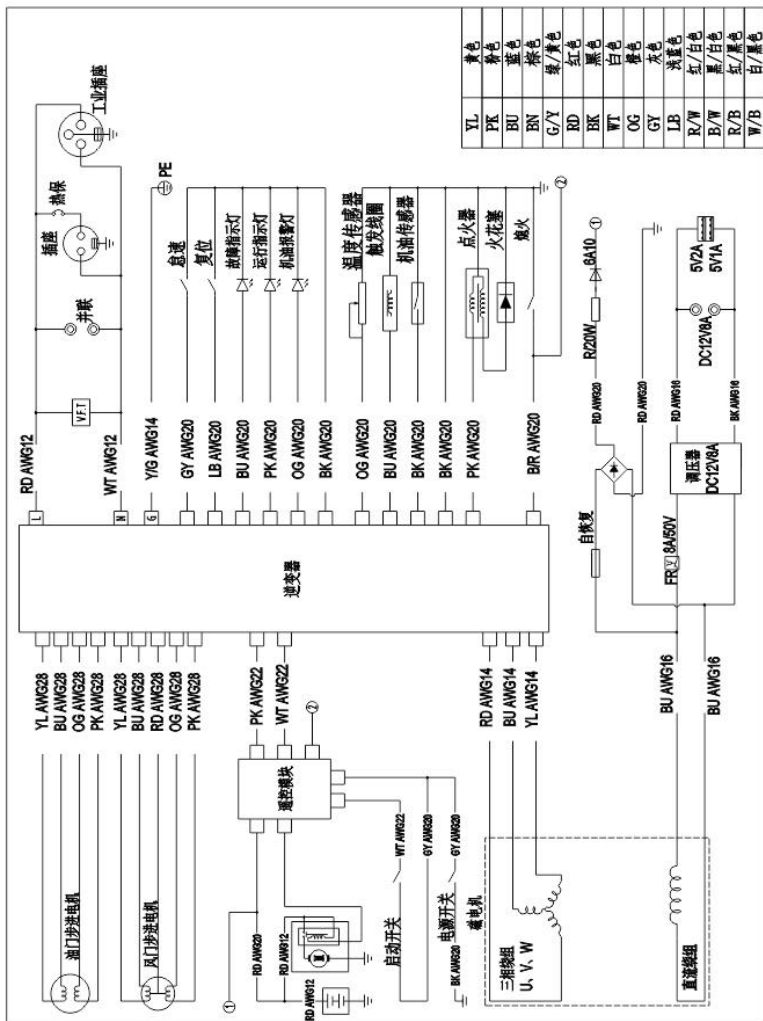 油门步进电机
YL AWG28
BU AWG28
OG AWG28
PK AWG28
风门步进电机
YL AWG28
BU AWG28
RD AWG28
OG AWG28
PK AWG28
①
RD AWG20
RD AWG12
RD AWG12
遥控模块
PK AWG22
WT AWG22
②
启动开关
WT AWG22
GY AWG20
电源开关
GY AWG20
BK AWG20
磁电机
三相绕组
U、V、W
RD AWG14
BU AWG14
YL AWG14
直流绕组
BU AWG16
BU AWG16
逆变器
L
N
G
RD AWG12
V.F.T
WT AWG12
并联
插座
热保
工业插座
Y/G AWG14
PE
GY AWG20
怠速
LB AWG20
复位
BU AWG20
故障指示灯
PK AWG20
运行指示灯
OG AWG20
机油报警灯
BK AWG20
OG AWG20
温度传感器
BU AWG20
触发线圈
BK AWG20
机油传感器
BK AWG20
PK AWG20
点火器
火花塞
B/R AWG20
熄火
②
自恢复
RD AWG20
R/20W
6A10
①
RD AWG20
FR
8A/50V
调压器
DC12V8A
RD AWG16
BK AWG16
DC12V8A
5V2A
5V1A
YL 黄色
PK 粉色
BU 蓝色
BN 棕色
G/Y 绿/黄色
RD 红色
BK 黑色
WT 白色
OG 橙色
GY 灰色
LB 浅蓝色
R/W 红/白色
B/W 黑/白色
R/B 红/黑色
W/B 白/黑色